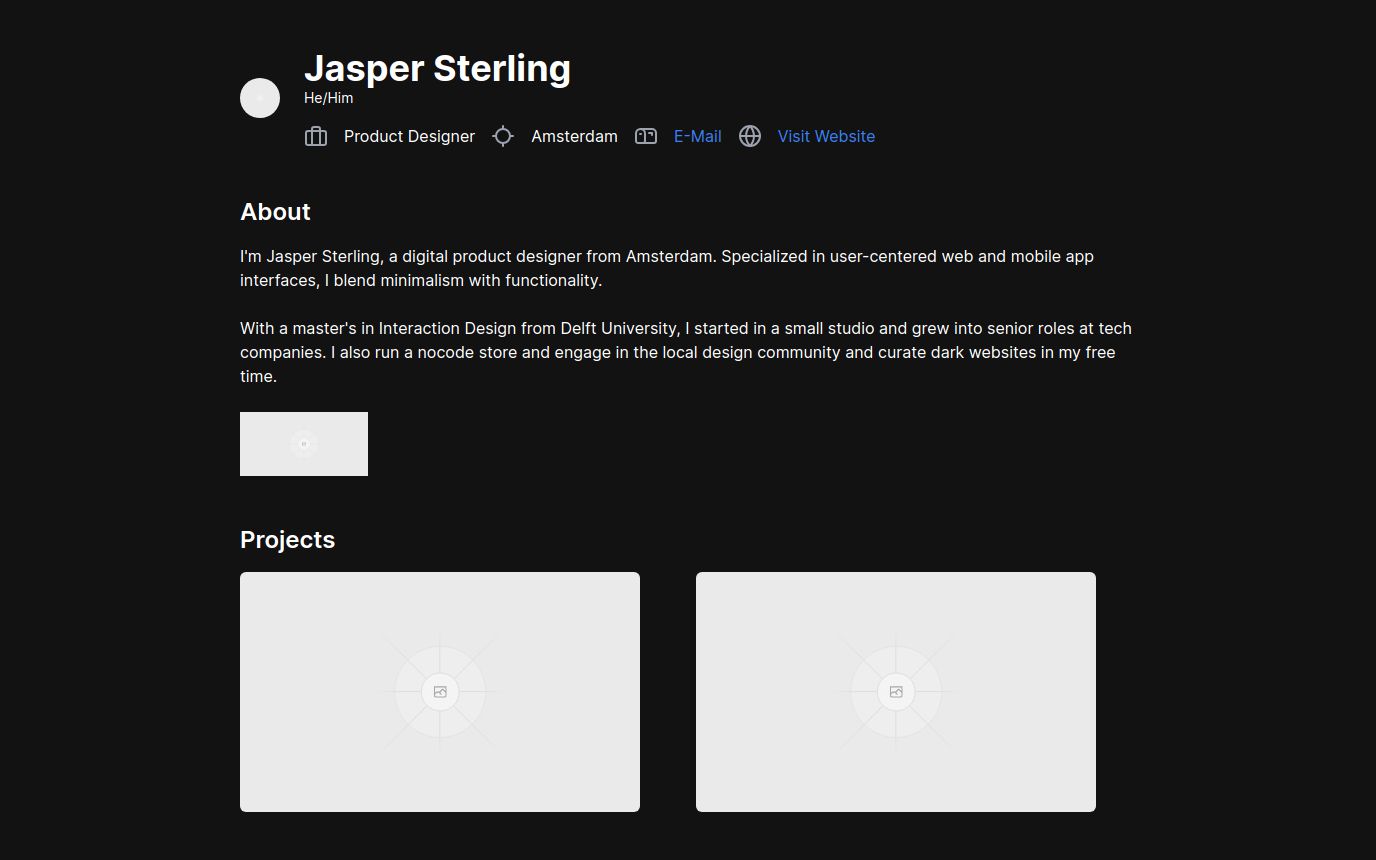 Jasper Sterling
He/Him
Product Designer Amsterdam E-Mail Visit Website
About
I'm Jasper Sterling, a digital product designer from Amsterdam. Specialized in user-centered web and mobile app
interfaces, I blend minimalism with functionality.
With a master's in Interaction Design from Delft University, I started in a small studio and grew into senior roles at tech
companies. I also run a nocode store and engage in the local design community and curate dark websites in my free
time.
Projects